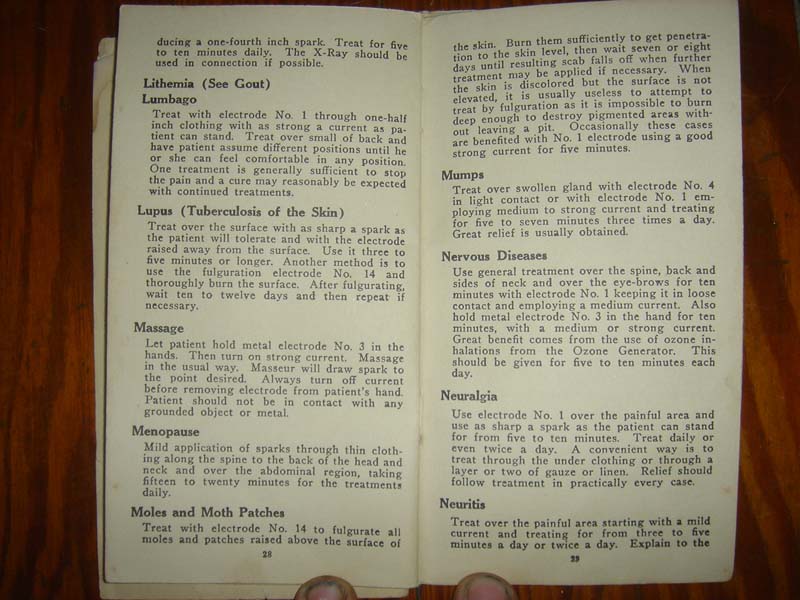 ducing a one-fourth inch spark. Treat for five
to ten minutes daily. The X-Ray should be
used in connection if possible.
Lithemia (See Gout)
Lumbago
Treat with electrode No. 1 through one-half
inch clothing with as strong a current as pa-
tient can stand. Treat over small of back and
have patient assume different positions until he
or she can feel comfortable in any position.
One treatment is generally sufficient to stop
the pain and a cure may reasonably be expected
with continued treatments.
Lupus (Tuberculosis of the Skin)
Treat over the surface with as sharp a spark as
the patient will tolerate and with the electrode
raised away from the surface. Use it three to
five minutes or longer. Another method is to
use the fulguration electrode No. 14 and
thoroughly burn the surface. After fulgurating,
wait ten to twelve days and then repeat if
necessary.
Massage
Let patient hold metal electrode No. 3 in the
hands. Then turn on strong current. Massage
in the usual way. Masseur will draw spark to
the point desired. Always turn off current
before removing electrode from patient's hand.
Patient should not be in contact with any
grounded object or metal.
Menopause
Mild application of sparks through thin cloth-
ing along the spine to the back of the head and
neck and over the abdominal region, taking
fifteen to twenty minutes for the treatments
daily.
Moles and Moth Patches
Treat with electrode No. 14 to fulgurate all
moles and patches raised above the surface of
28
the skin. Burn them sufficiently to get penetra-
tion to the skin level, then wait seven or eight
days until resulting scab falls off when further
treatment may be applied if necessary. When
the skin is discolored but the surface is not
elevated, it is usually useless to attempt to
treat by fulguration as it is impossible to burn
deep enough to destroy pigmented areas with-
out leaving a pit. Occasionally these cases
are benefited with No. 1 electrode using a good
strong current for five minutes.
Mumps
Treat over swollen gland with electrode No. 4
in light contact or with electrode No. 1 em-
ploying medium to strong current and treating
for five to seven minutes three times a day.
Great relief is usually obtained.
Nervous Diseases
Use general treatment over the spine, back and
sides of neck and over the eye-brows for ten
minutes with electrode No. 1 keeping it in loose
contact and employing a medium current. Also
hold metal electrode No. 3 in the hand for ten
minutes, with a medium or strong current.
Great benefit comes from the use of ozone in-
halations from the Ozone Generator. This
should be given for five to ten minutes each
day.
Neuralgia
Use electrode No. 1 over the painful area and
use as sharp a spark as the patient can stand
for from five to ten minutes. Treat daily or
even twice a day. A convenient way is to
treat through the under clothing or through a
layer or two of gauze or linen. Relief should
follow treatment in practically every case.
Neuritis
Treat over the painful area starting with a mild
current and treating for from three to five
minutes a day or twice a day. Explain to the
29